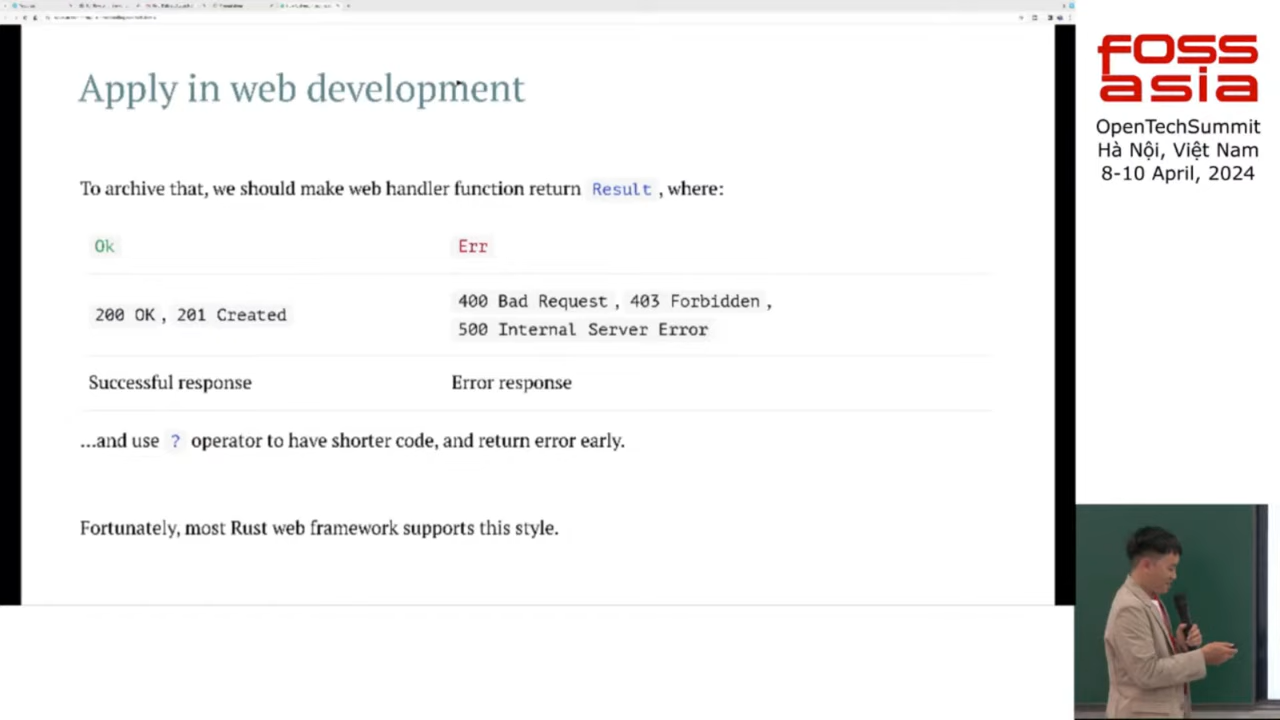 Apply in web development
To archive that, we should make web handler function return Result, where:
Ok Err
200 OK, 201 Created 400 Bad Request, 403 Forbidden,
500 Internal Server Error
Successful response Error response
...and use ? operator to have shorter code, and return error early.
Fortunately, most Rust web framework supports this style.
FOSS
asia
OpenTechSummit
Hà Nội, Việt Nam
8-10 April, 2024